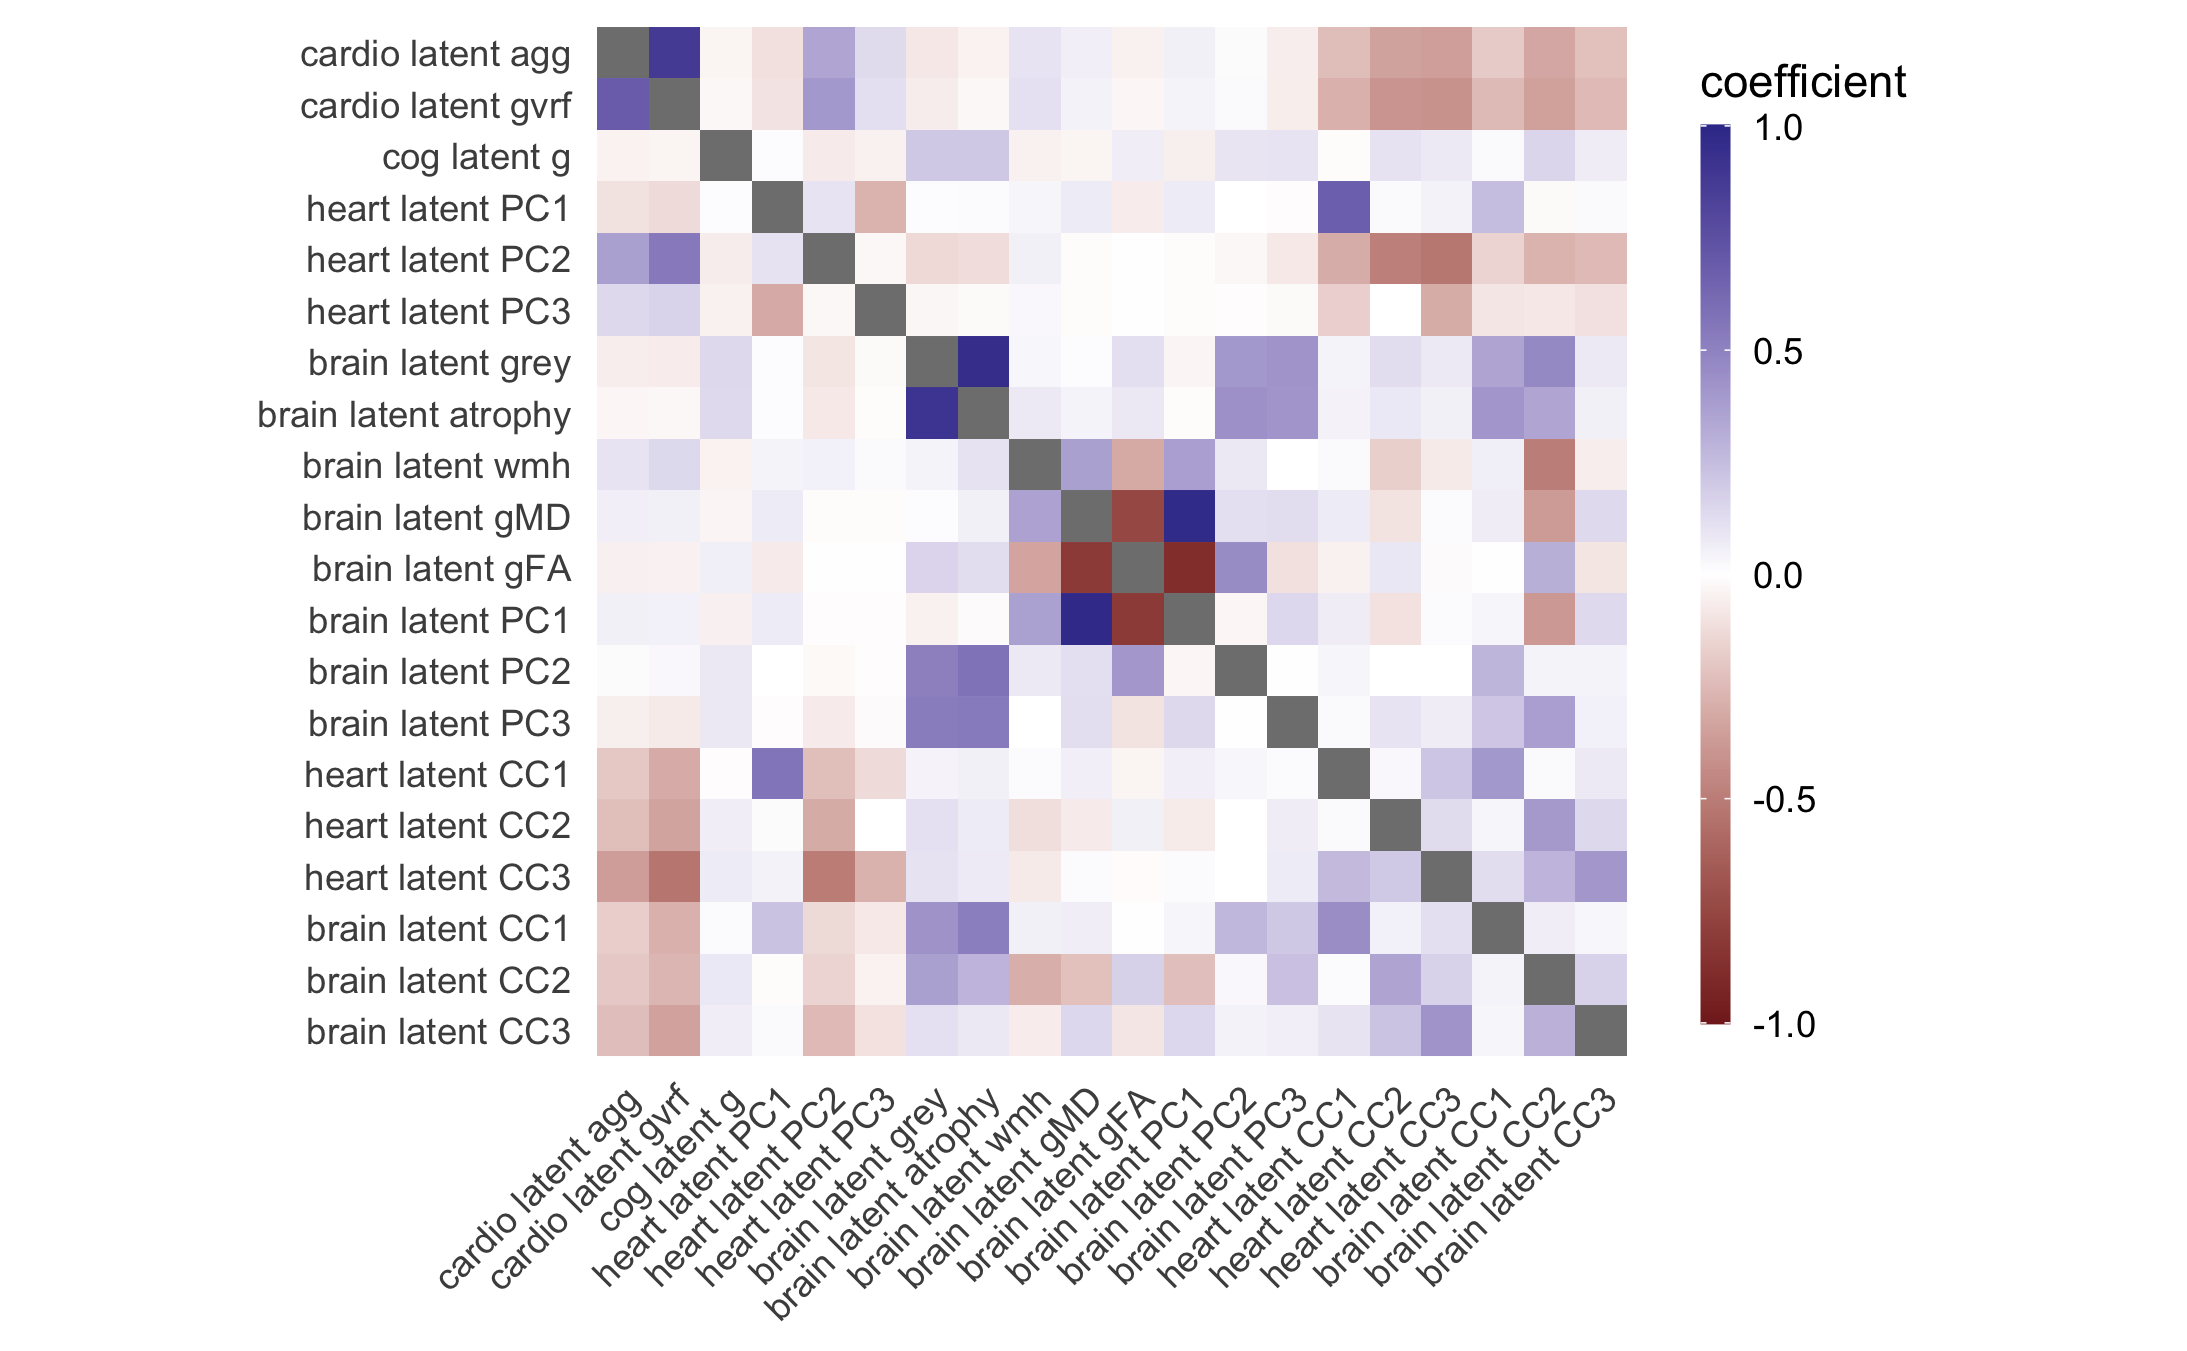 cardio latent agg
cardio latent gvrf
cog latent g
heart latent PC1
heart latent PC2
heart latent PC3
brain latent grey
brain latent atrophy
brain latent wmh
brain latent gMD
brain latent gFA
brain latent PC1
brain latent PC2
brain latent PC3
heart latent CC1
heart latent CC2
heart latent CC3
brain latent CC1
brain latent CC2
brain latent CC3
cardio latent agg
cardio latent gvrf
cog latent g
heart latent PC1
heart latent PC2
heart latent PC3
brain latent grey
brain latent atrophy
brain latent wmh
brain latent gMD
brain latent gFA
brain latent PC1
brain latent PC2
brain latent PC3
heart latent CC1
heart latent CC2
heart latent CC3
brain latent CC1
brain latent CC2
brain latent CC3
coefficient
1.0
0.5
0.0
-0.5
-1.0